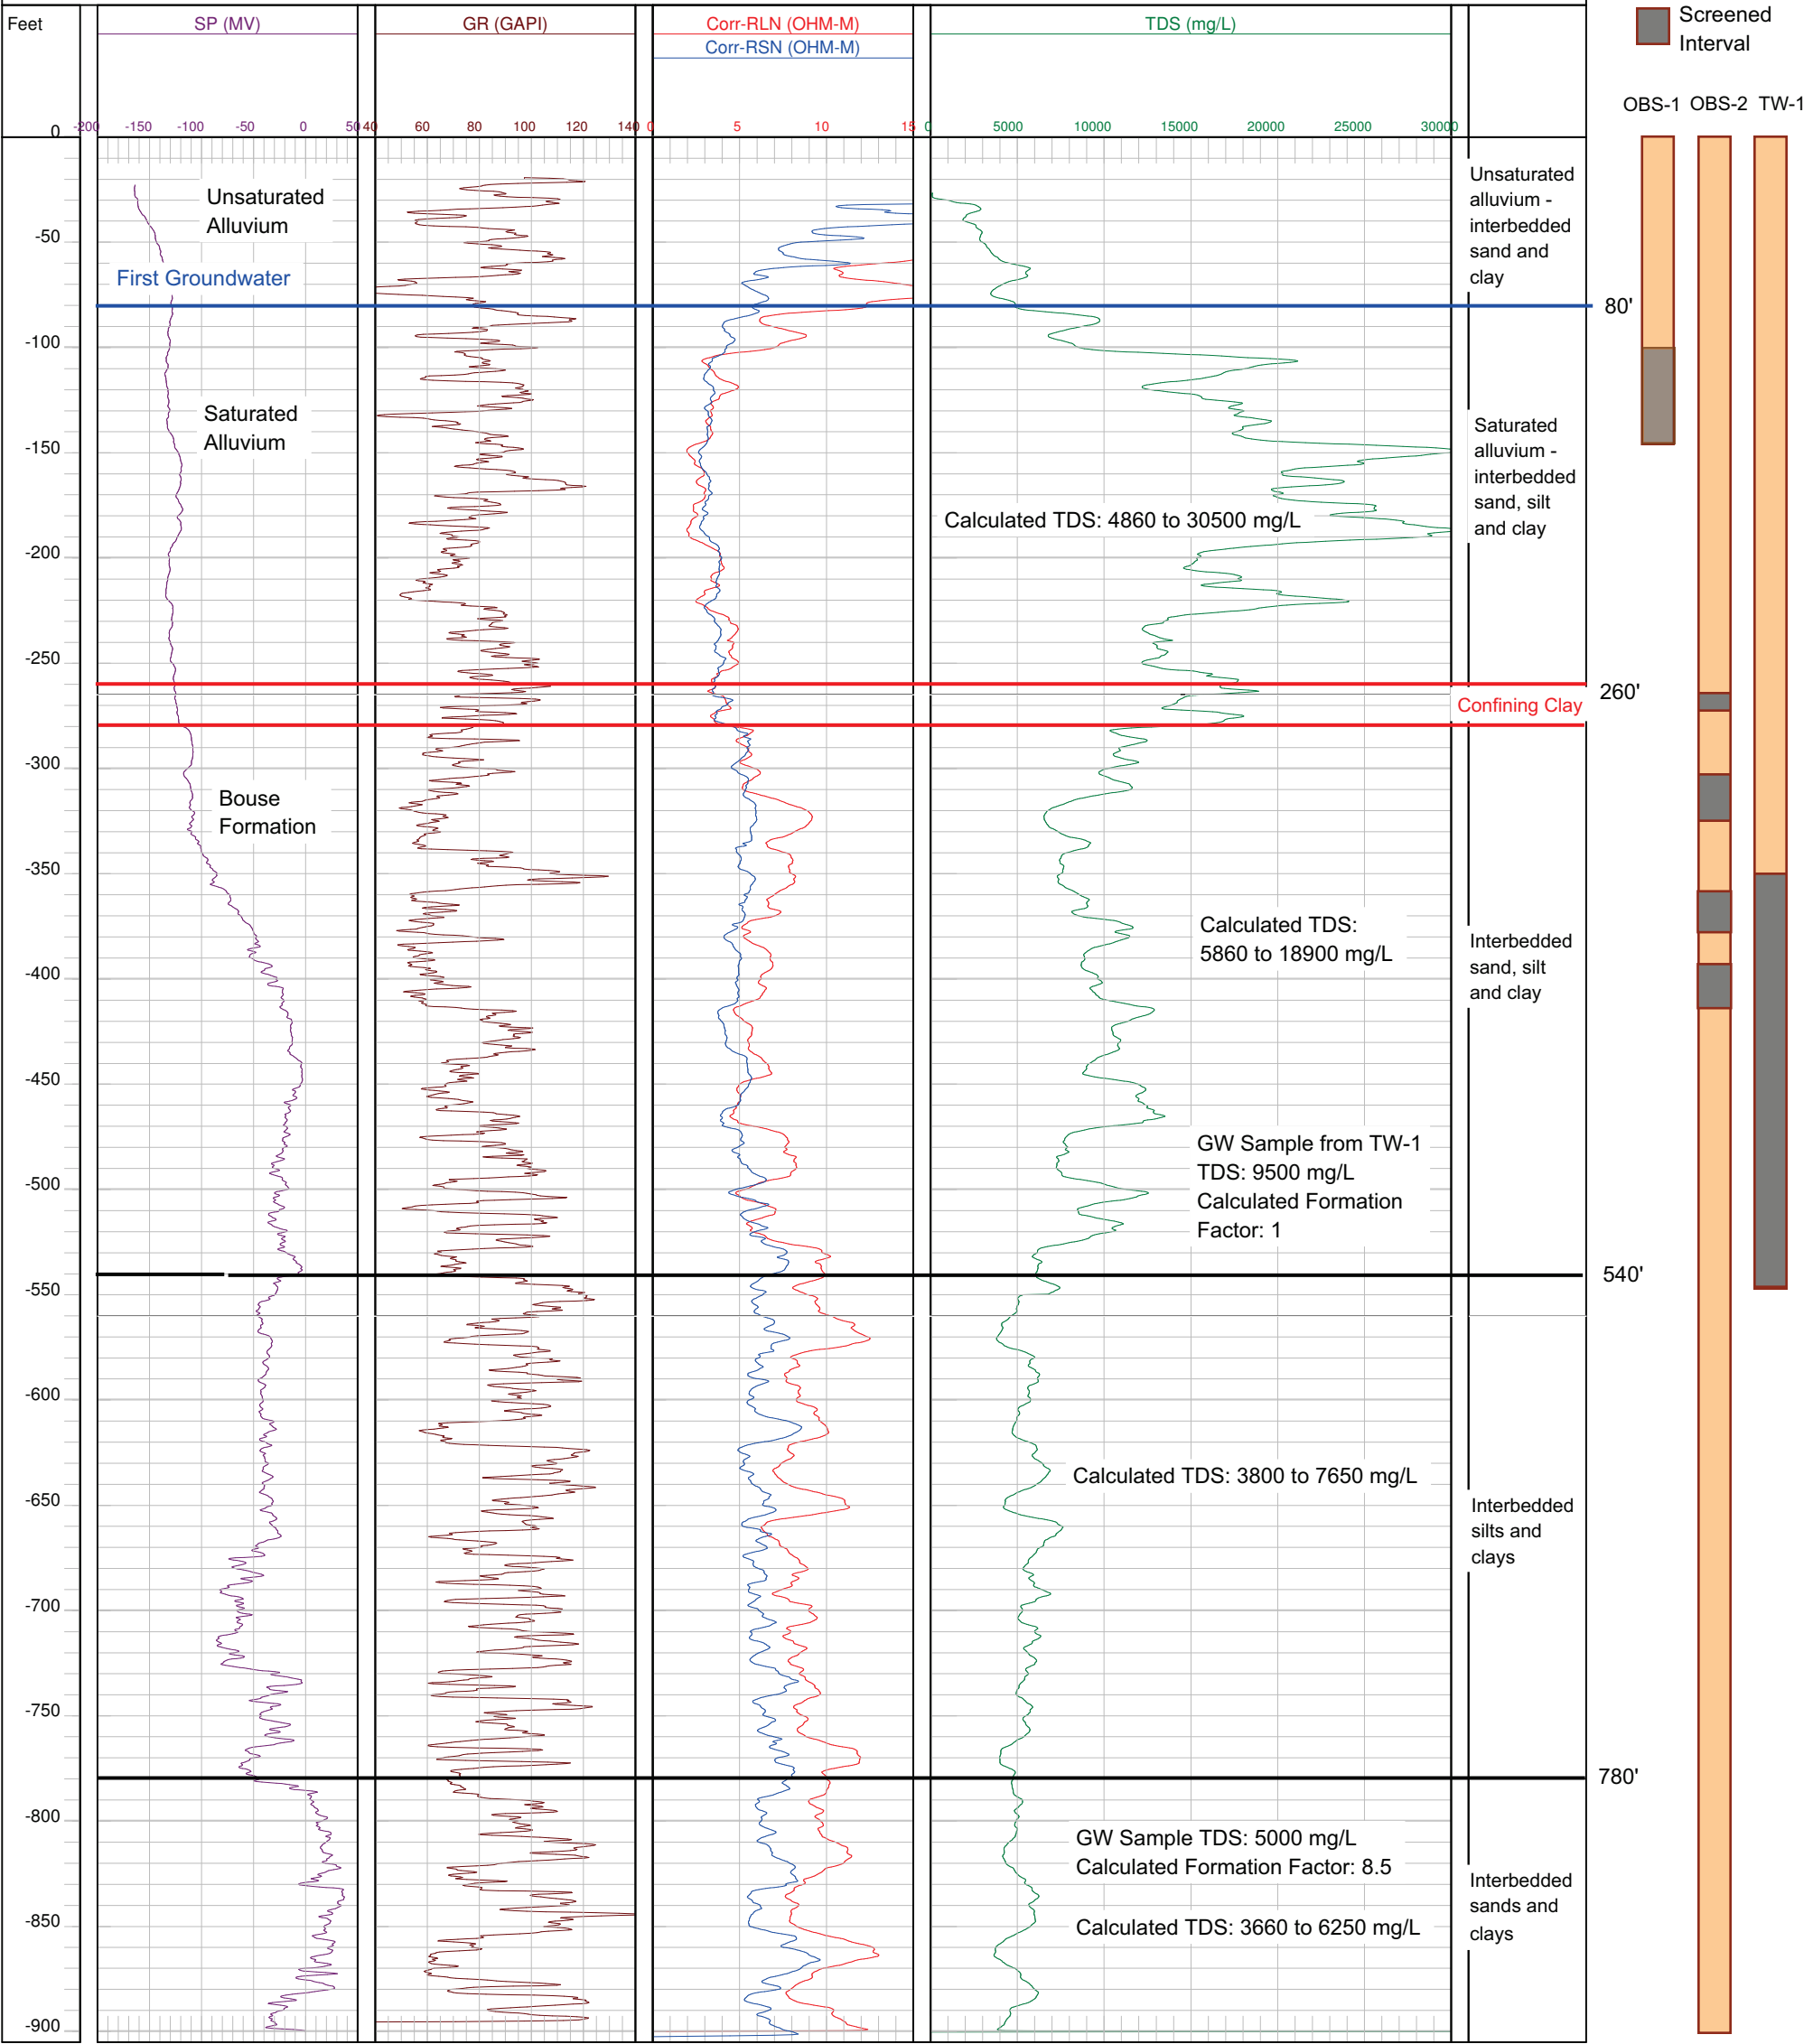 Feet
SP (MV)
GR (GAPI)
Corr-RLN (OHM-M)
Corr-RSN (OHM-M)
TDS (mg/L)
Screened
Interval
OBS-1 OBS-2 TW-1
0
-200 -150 -100 -50 0 50
40 60 80 100 120 140
0 5 10 15
0 5000 10000 15000 20000 25000 30000
Unsaturated
Alluvium
Unsaturated
alluvium -
interbedded
sand and
clay
-50
First Groundwater
80'
-100
Saturated
Alluvium
Saturated
alluvium -
interbedded
sand, silt
and clay
-150
Calculated TDS: 4860 to 30500 mg/L
-200
-250
260'
Confining Clay
-300
Bouse
Formation
-350
Calculated TDS:
5860 to 18900 mg/L
Interbedded
sand, silt
and clay
-400
-450
GW Sample from TW-1
TDS: 9500 mg/L
Calculated Formation
Factor: 1
-500
540'
-550
-600
Calculated TDS: 3800 to 7650 mg/L
-650
Interbedded
silts and
clays
-700
-750
780'
-800
GW Sample TDS: 5000 mg/L
Calculated Formation Factor: 8.5
Interbedded
sands and
clays
-850
Calculated TDS: 3660 to 6250 mg/L
-900